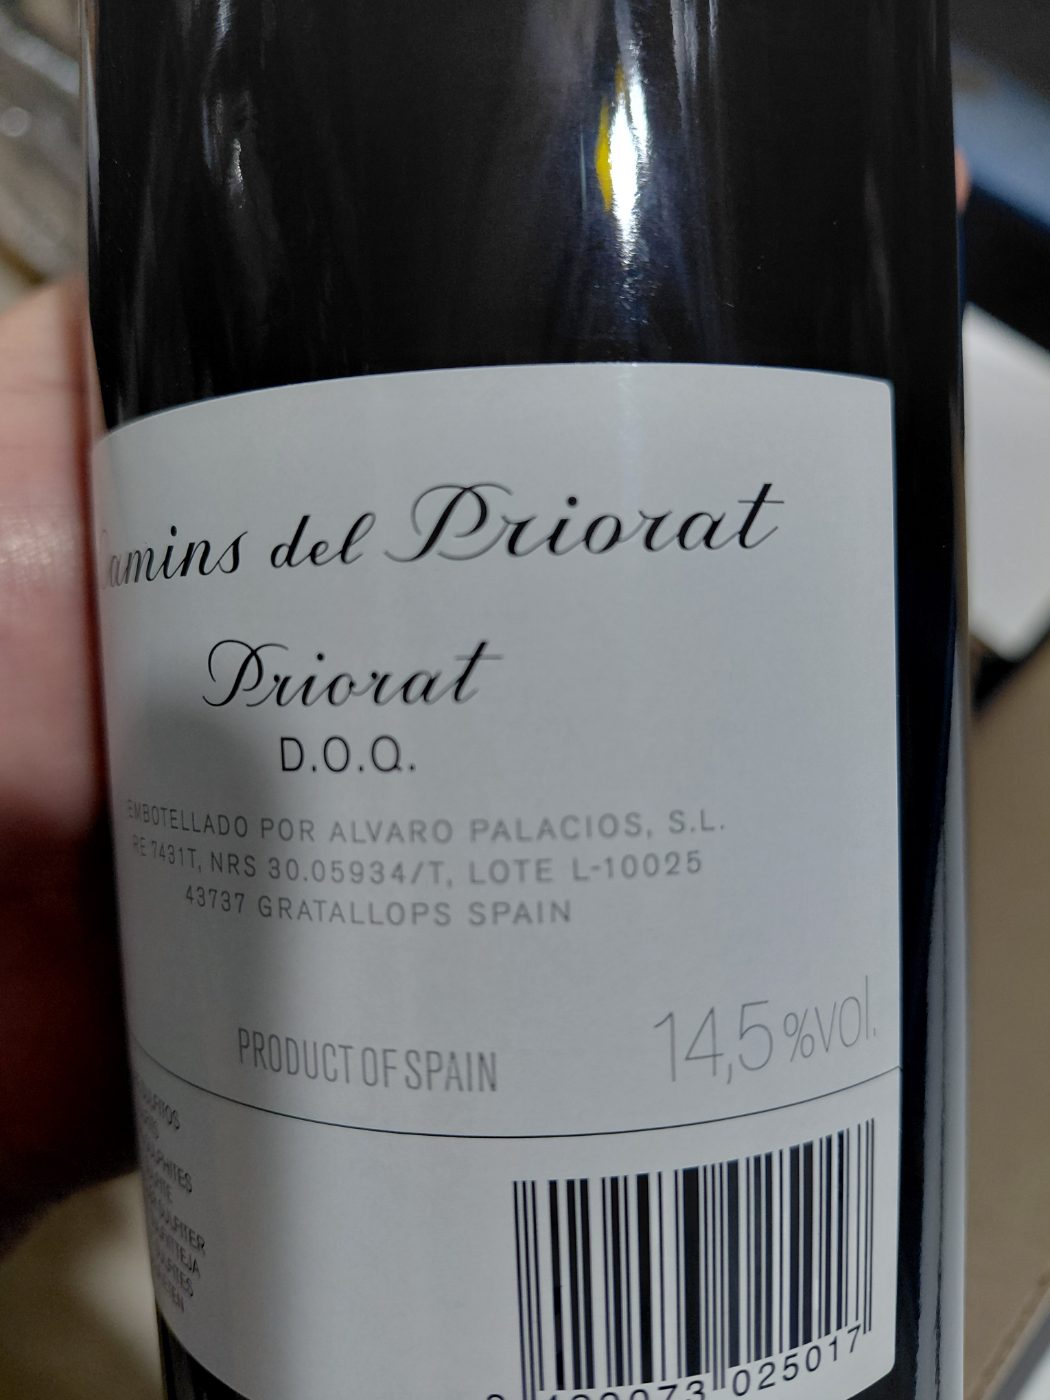 amins del Priorat
Priorat
D.O.Q.
EMBOTELLADO POR ALVARO PALACIOS, S.L.
RE 7431T, NRS 30.05934/T, LOTE L-10025
43737 GRATALLOPS SPAIN
PRODUCT OF SPAIN
14,5%vol.
SULFITOS
025017